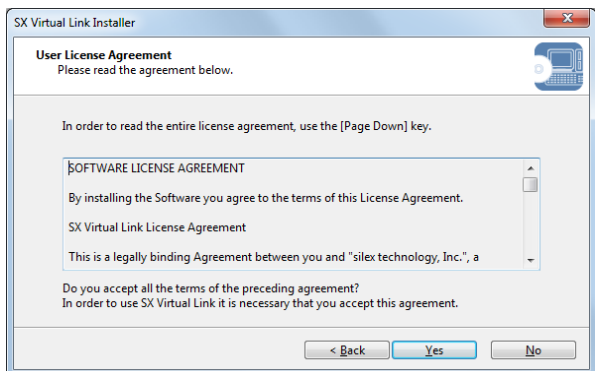 SX Virtual Link Installer
User License Agreement
Please read the agreement below.
In order to read the entire license agreement, use the [Page Down] key.
SOFTWARE LICENSE AGREEMENT
By installing the Software you agree to the terms of this License Agreement.
SX Virtual Link License Agreement
This is a legally binding Agreement between you and "silex technology, Inc.", a
Do you accept all the terms of the preceding agreement?
In order to use SX Virtual Link it is necessary that you accept this agreement.
< Back Yes No